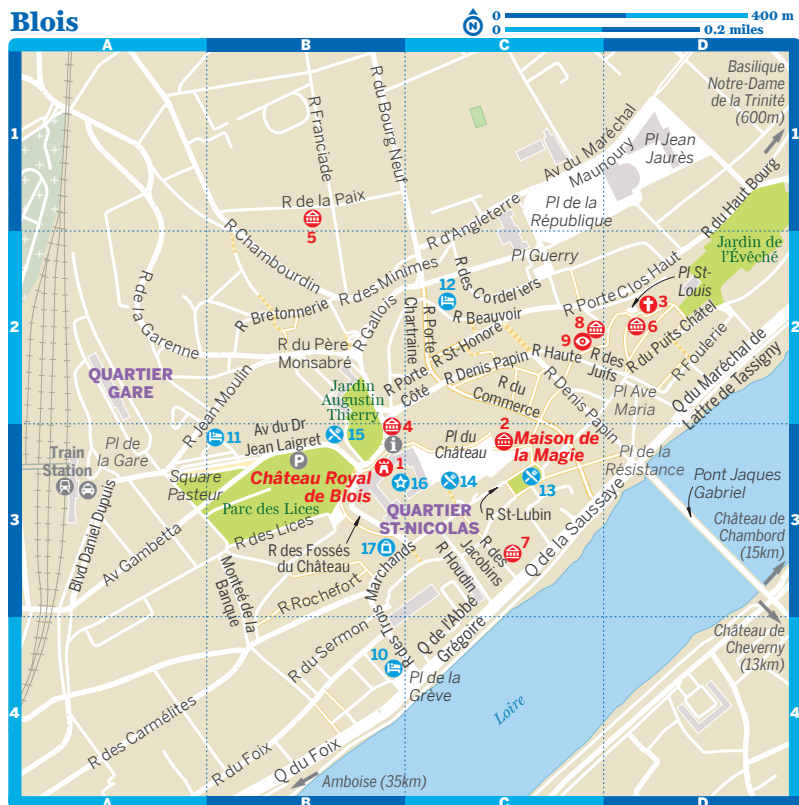 Blois
N
0
400 m
0
0.2 miles
A
B
C
D
1
1
2
2
3
3
4
4
A
B
C
D
Basilique
Notre-Dame
de la Trinité
(600m)
R Franciade
R du Bourg Neuf
Av du Maréchal
Maunoury
Pl Jean
Jaurès
R de la Paix
5
Pl de la
République
R du Haut Bourg
R d'Angleterre
R Chambourdin
Pl Guerry
Jardin de
l'Évêché
R de la Garenne
R des Minimes
12
R des Cordeliers
R Porte Clos Haut
Pl St-
Louis
3
R Bretonnerie
R Gallois
R Porte
Chartraine
R Beauvoir
8
6
9
R du Puits Châtel
R du Père
Monsabré
R St-Honoré
R Haute
R des
Juifs
R Foulerie
QUARTIER
GARE
R Porte
Côté
R Denis Papin
R Denis Papin
Q du Maréchal de
Lattre de Tassigny
R Jean Moulin
Jardin
Augustin
Thierry
R du
Commerce
Pl Ave
Maria
4
2
11
Av du Dr
Jean Laigret
15
i
Pl du
Château
Maison de
la Magie
Train
Station
Pl de
la Gare
P
1
Pl de la
Résistance
Square
Pasteur
Château Royal
de Blois
16
14
13
Pont Jaques
Gabriel
Parc des Lices
QUARTIER
ST-NICOLAS
R St-Lubin
Q de la Saussaye
Château de
Chambord
(15km)
Blvd Daniel Dupuis
Av Gambetta
R des Lices
R des Fossés
du Château
17
R des
Jacobins
7
R Houdin
Monteé de la
Banque
R Rochefort
R des Trois
Marchands
Q de l'Abbé
Grégoire
Château de
Cheverny
(13km)
R du Sermon
10
Pl de la
Grève
Loire
R des Carmélites
R du Foix
Q du Foix
Amboise (35km)